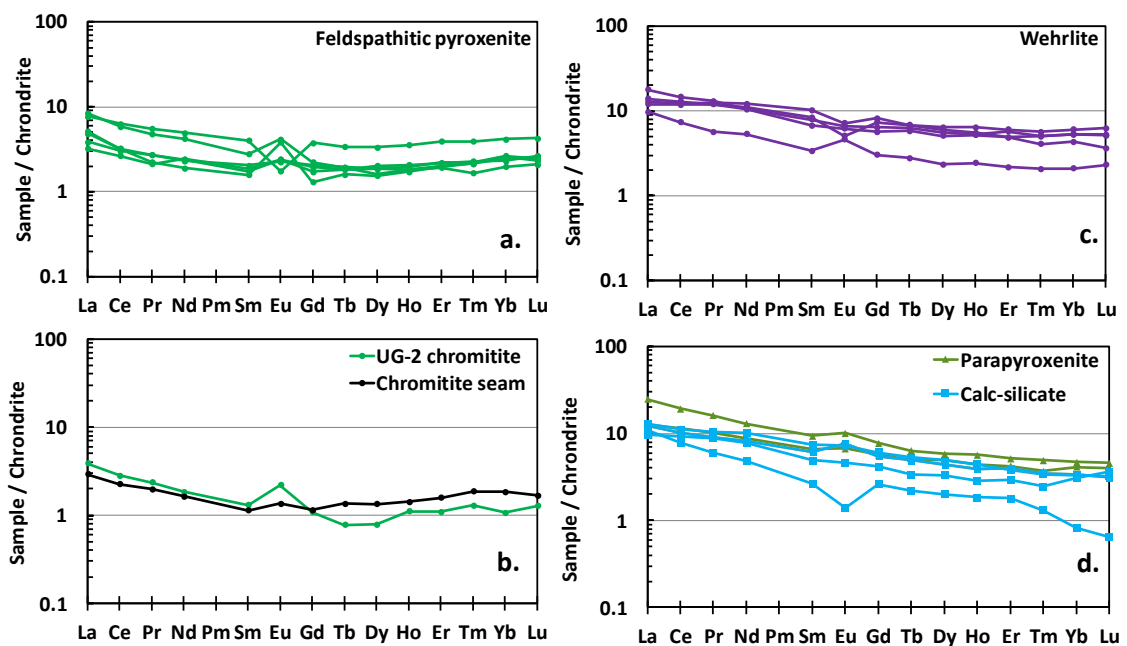 100
10
1
0.1
Sample / Chrondrite
Feldspathitic pyroxenite
a.
La Ce Pr Nd Pm Sm Eu Gd Tb Dy Ho Er Tm Yb Lu
100
10
1
0.1
Sample / Chrondrite
Wehrlite
c.
La Ce Pr Nd Pm Sm Eu Gd Tb Dy Ho Er Tm Yb Lu
100
10
1
0.1
Sample / Chrondrite
UG-2 chromitite
Chromitite seam
b.
La Ce Pr Nd Pm Sm Eu Gd Tb Dy Ho Er Tm Yb Lu
100
10
1
0.1
Sample / Chrondrite
Parapyroxenite
Calc-silicate
d.
La Ce Pr Nd Pm Sm Eu Gd Tb Dy Ho Er Tm Yb Lu